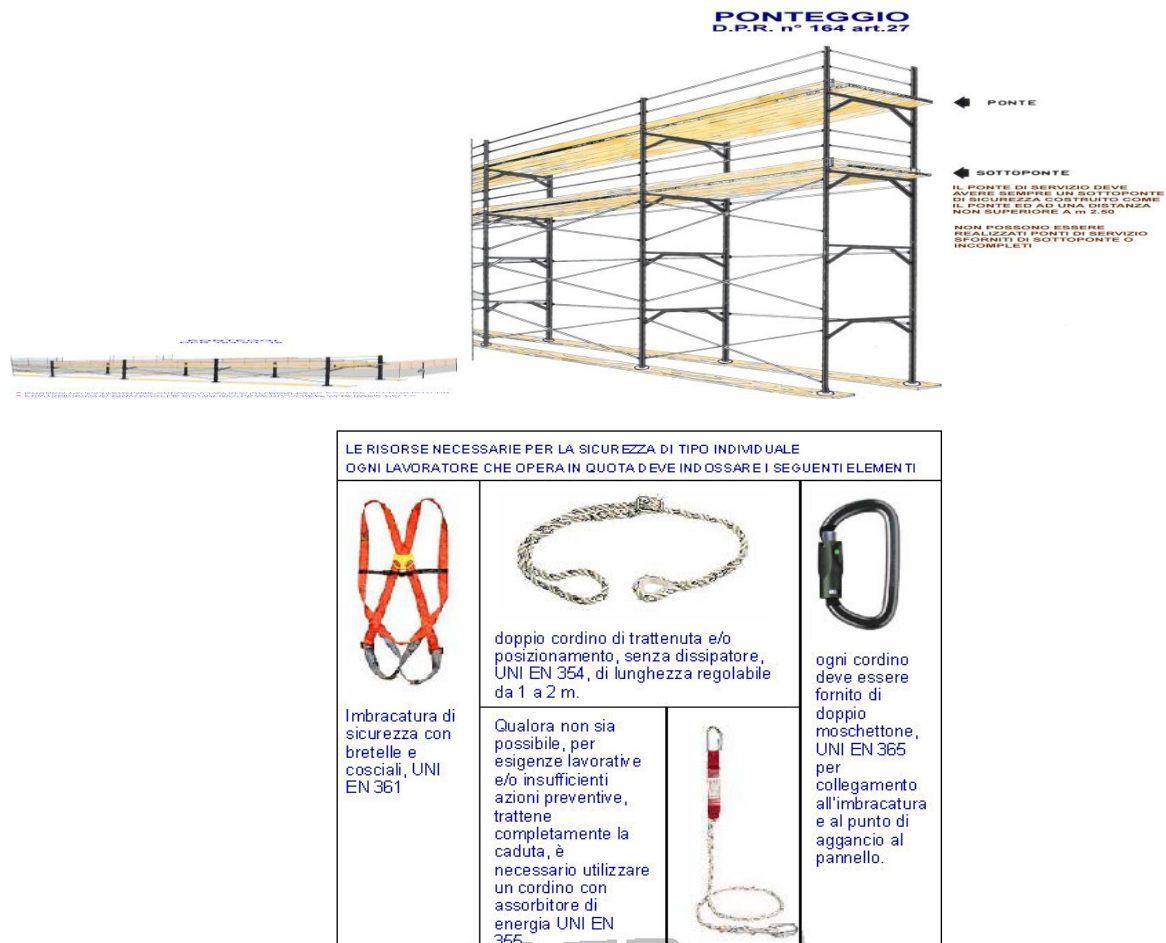 PONTEGGIO
D.P.R. n° 164 art.27
PONTE
SOTTOPONTE
IL PONTE DI SERVIZIO DEVE
AVERE SEMPRE UN SOTTOPONTE
DI SICUREZZA COSTRUITO COME
IL PONTE ED AD UNA DISTANZA
NON SUPERIORE A m 2.50
NON POSSONO ESSERE
REALIZZATI PONTI DI SERVIZIO
SFORNITI DI SOTTOPONTE O
INCOMPLETI
PONTEGGI
LE RISORSE NECESSARIE PER LA SICUREZZA DI TIPO INDIVIDUALE
OGNI LAVORATORE CHE OPERA IN QUOTA DEVE INDOSSARE I SEGUENTI ELEMENTI
Imbracatura di
sicurezza con
bretelle e
cosciali, UNI
EN 361
doppio cordino di trattenuta e/o
posizionamento, senza dissipatore,
UNI EN 354, di lunghezza regolabile
da 1 a 2 m.
Qualora non sia
possibile, per
esigenze lavorative
e/o insufficienti
azioni preventive,
trattene
completamente la
caduta, è
necessario utilizzare
un cordino con
assorbitore di
energia UNI EN
355
ogni cordino
deve essere
fornito di
doppio
moschettone,
UNI EN 365
per
collegamento
all'imbracatura
e al punto di
aggancio al
pannello.